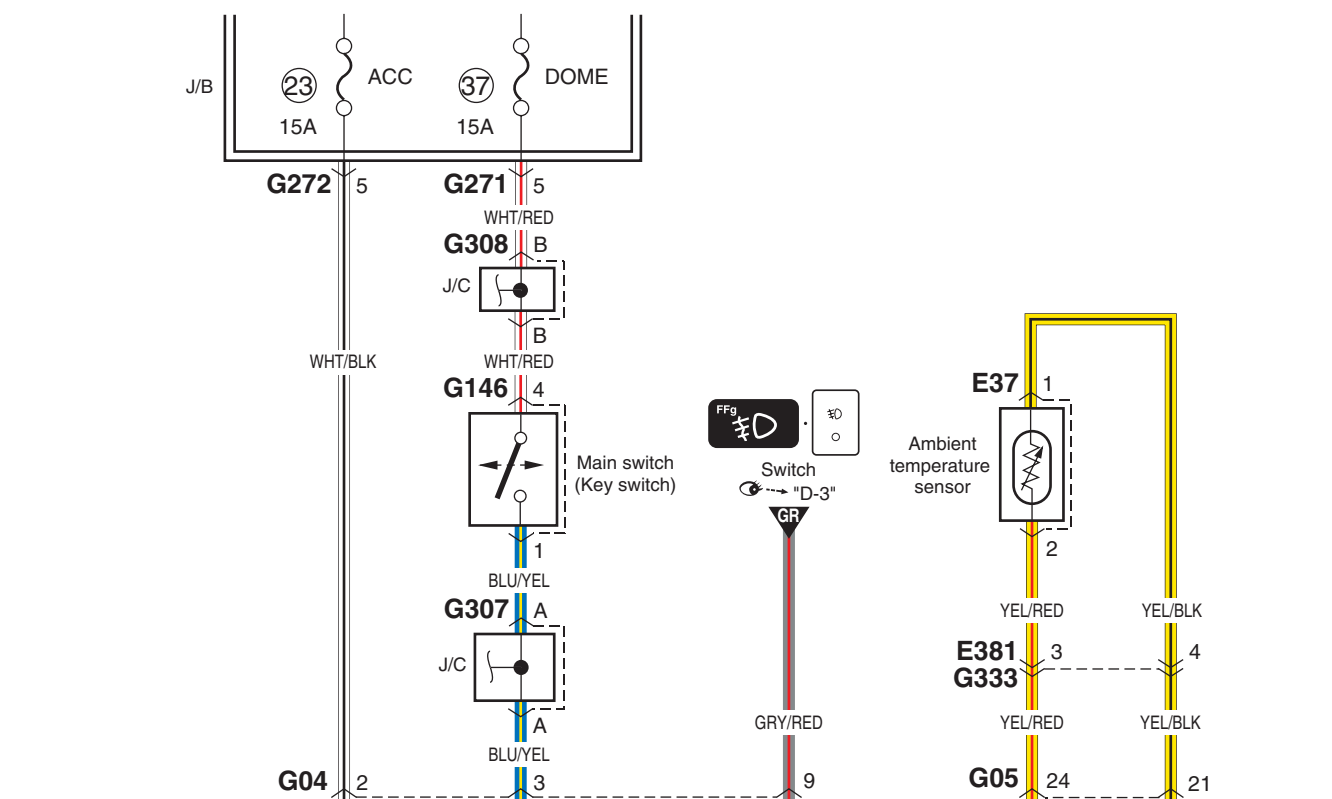 J/B
23
ACC
15A
37
DOME
15A
G272 5
G271 5
WHT/RED
G308 B
J/C
B
WHT/BLK
WHT/RED
G146 4
Main switch
(Key switch)
1
BLU/YEL
G307 A
J/C
A
BLU/YEL
G04 2
3
FFg
Switch
"D-3"
GR
GRY/RED
9
E37 1
Ambient
temperature
sensor
2
YEL/RED
YEL/BLK
E381 3
4
G333
YEL/RED
YEL/BLK
G05 24
21